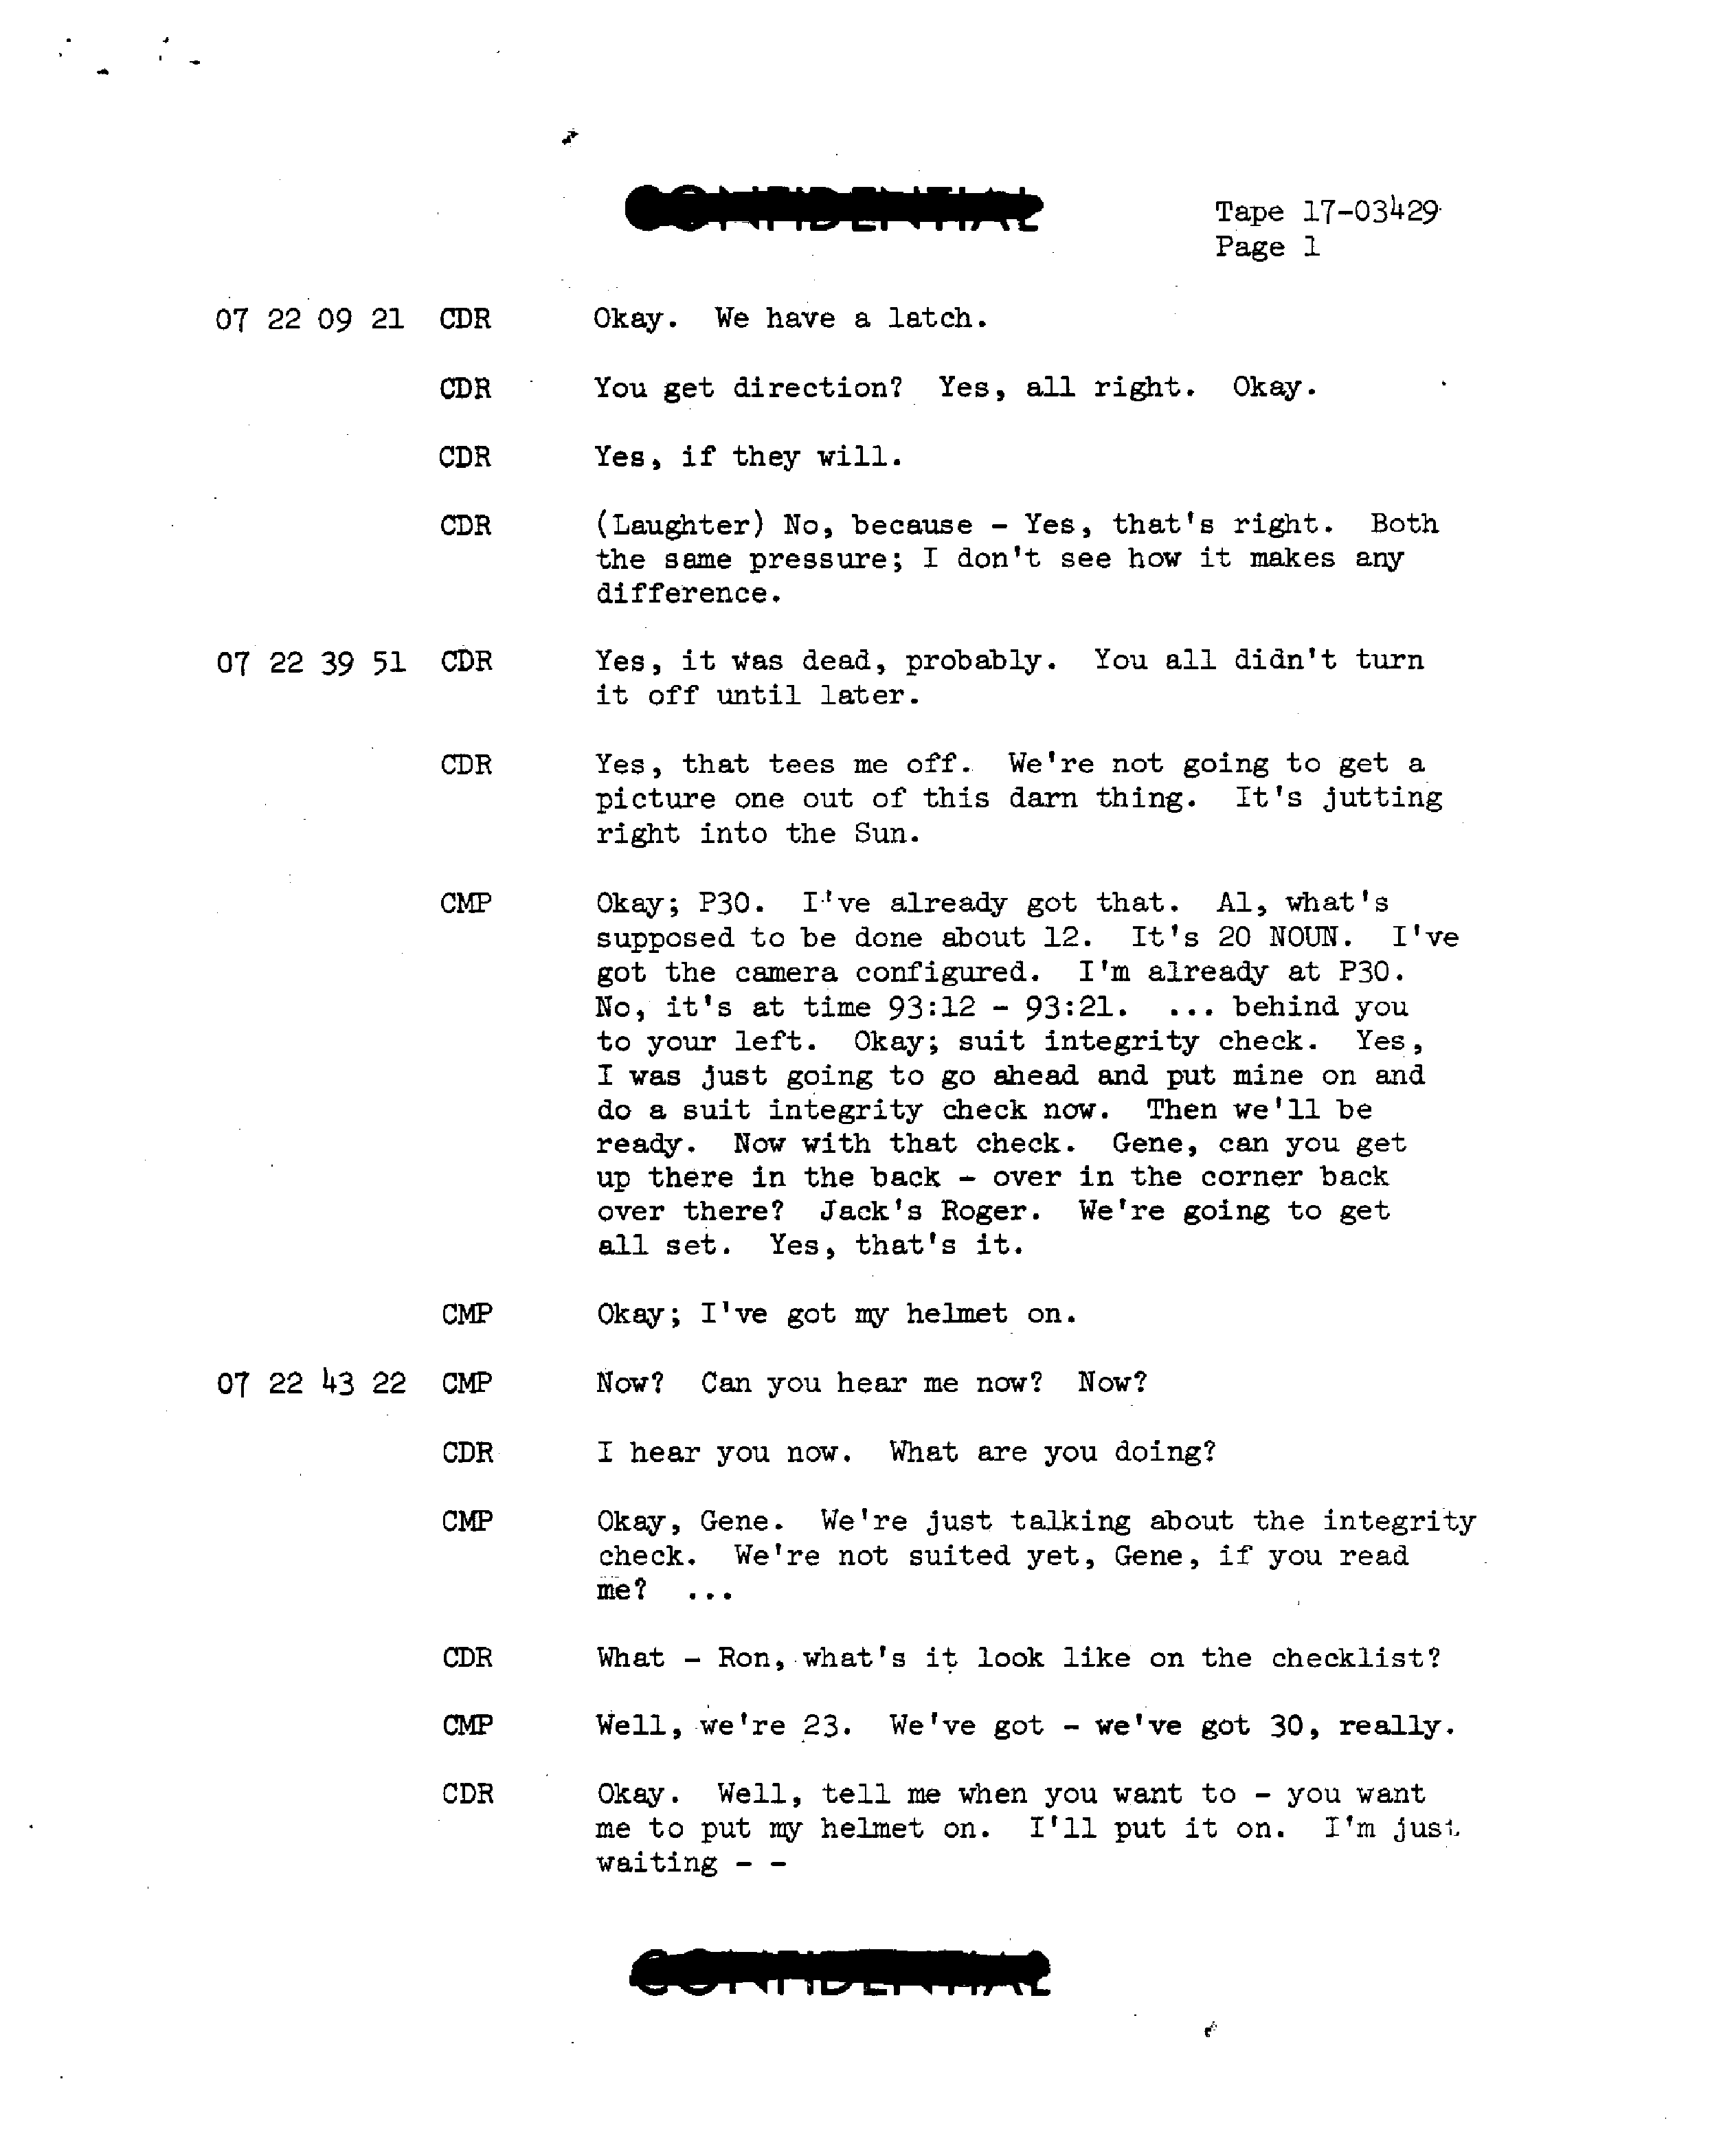 CONFIDENTIAL
Tape 17-03429
Page 1
07 22 09 21 CDR Okay. We have a latch.
CDR You get direction? Yes, all right. Okay.
CDR Yes, if they will.
CDR (Laughter) No, because - Yes, that's right. Both
the same pressure; I don't see how it makes any
difference.
07 22 39 51 CDR Yes, it was dead, probably. You all didn't turn
it off until later.
CDR Yes, that tees me off. We're not going to get a
picture one out of this darn thing. It's jutting
right into the Sun.
CMP Okay; P30. I've already got that. Al, what's
supposed to be done about 12. It's 20 NOUN. I've
got the camera configured. I'm already at P30.
No, it's at time 93:12 - 93:21. ... behind you
to your left. Okay; suit integrity check. Yes,
I was just going to go ahead and put mine on and
do a suit integrity check now. Then we'll be
ready. Now with that check. Gene, can you get
up there in the back - over in the corner back
over there? Jack's Roger. We're going to get
all set. Yes, that's it.
CMP Okay; I've got my helmet on.
07 22 43 22 CMP Now? Can you hear me now? Now?
CDR I hear you now. What are you doing?
CMP Okay, Gene. We're just talking about the integrity
check. We're not suited yet, Gene, if you read
me? ...
CDR What - Ron, what's it look like on the checklist?
CMP Well, we're 23. We've got - we've got 30, really.
CDR Okay. Well, tell me when you want to - you want
me to put my helmet on. I'll put it on. I'm just
waiting - -
CONFIDENTIAL